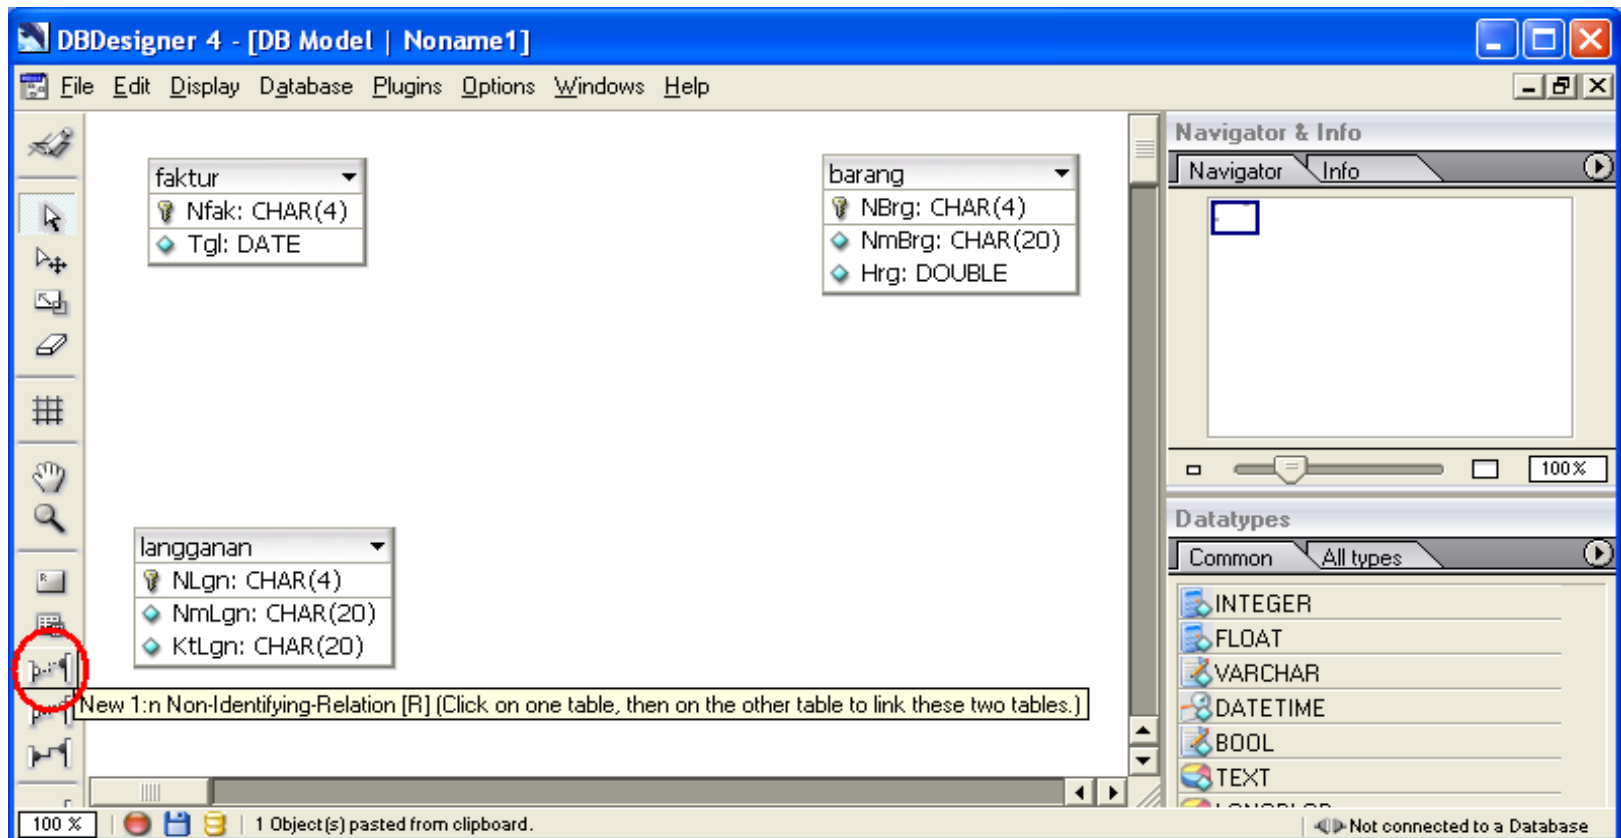 DBDesigner 4 - [DB Model | Noname1]
File Edit Display Database Plugins Options Windows Help
Navigator & Info
Navigator Info
faktur
Nfak: CHAR(4)
Tgl: DATE
barang
NBrg: CHAR(4)
NmBrg: CHAR(20)
Hrg: DOUBLE
100%
langganan
NLgn: CHAR(4)
NmLgn: CHAR(20)
KtLgn: CHAR(20)
R
New 1:n Non-Identifying-Relation [R] (Click on one table, then on the other table to link these two tables.)
Datatypes
Common All types
INTEGER
FLOAT
VARCHAR
DATETIME
BOOL
TEXT
100 % 1 Object(s) pasted from clipboard. Not connected to a Database